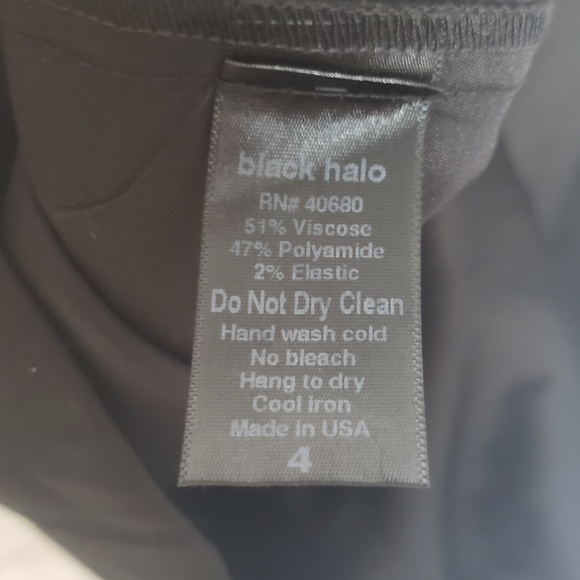 black halo
RN# 40680
51% Viscose
47% Polyamide
2% Elastic
Do Not Dry Clean
Hand wash cold
No bleach
Hang to dry
Cool iron
Made in USA
4